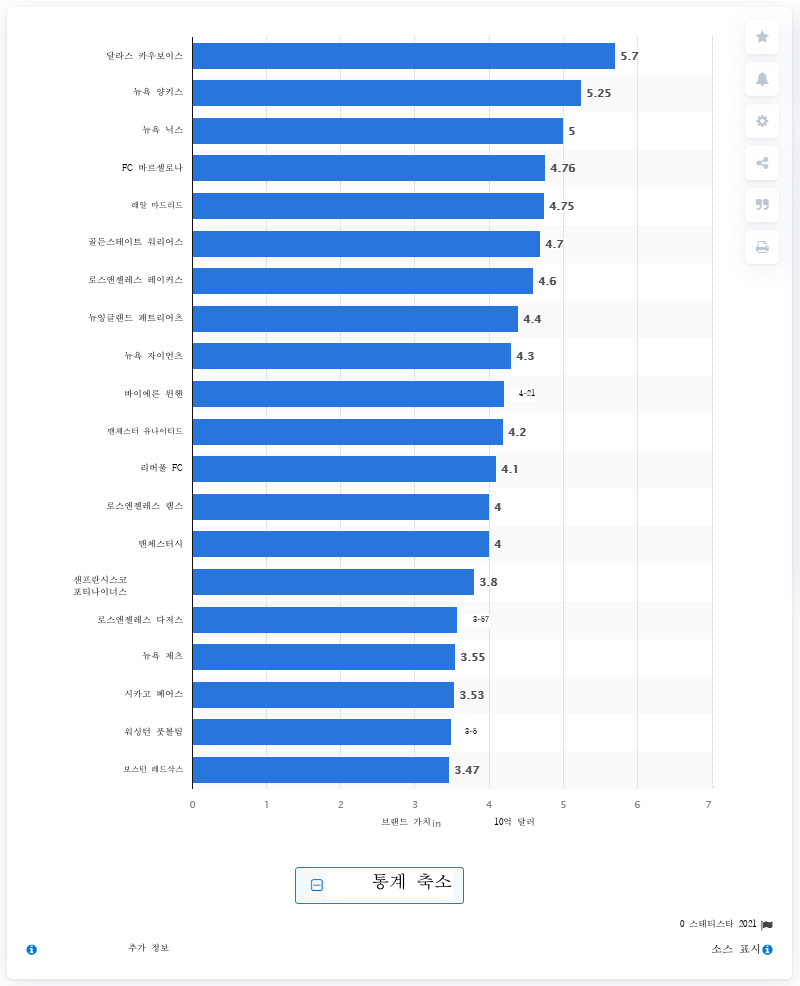 달라스 카우보이스 5.7
뉴욕 양키스 5.25
뉴욕 닉스 5
FC 바르셀로나 4.76
레알 마드리드 4.75
골든스테이트 워리어스 4.7
로스앤젤레스 레이커스 4.6
뉴잉글랜드 패트리어츠 4.4
뉴욕 자이언츠 4.3
바이에른 뮌헨 4-21
맨체스터 유나이티드 4.2
리버풀 FC 4.1
로스앤젤레스 램스 4
맨체스터시 4
샌프란시스코
포티나이너스 3.8
로스앤젤레스 다저스 3-57
뉴욕 제츠 3.55
시카고 베어스 3.53
워싱턴 풋볼팀 3-5
보스턴 레드삭스 3.47
0 1 2 3 4 5 6 7
브랜드 가치in 10억 달러
통계 축소
0 스태티스타 2021
추가 정보 소스 표시